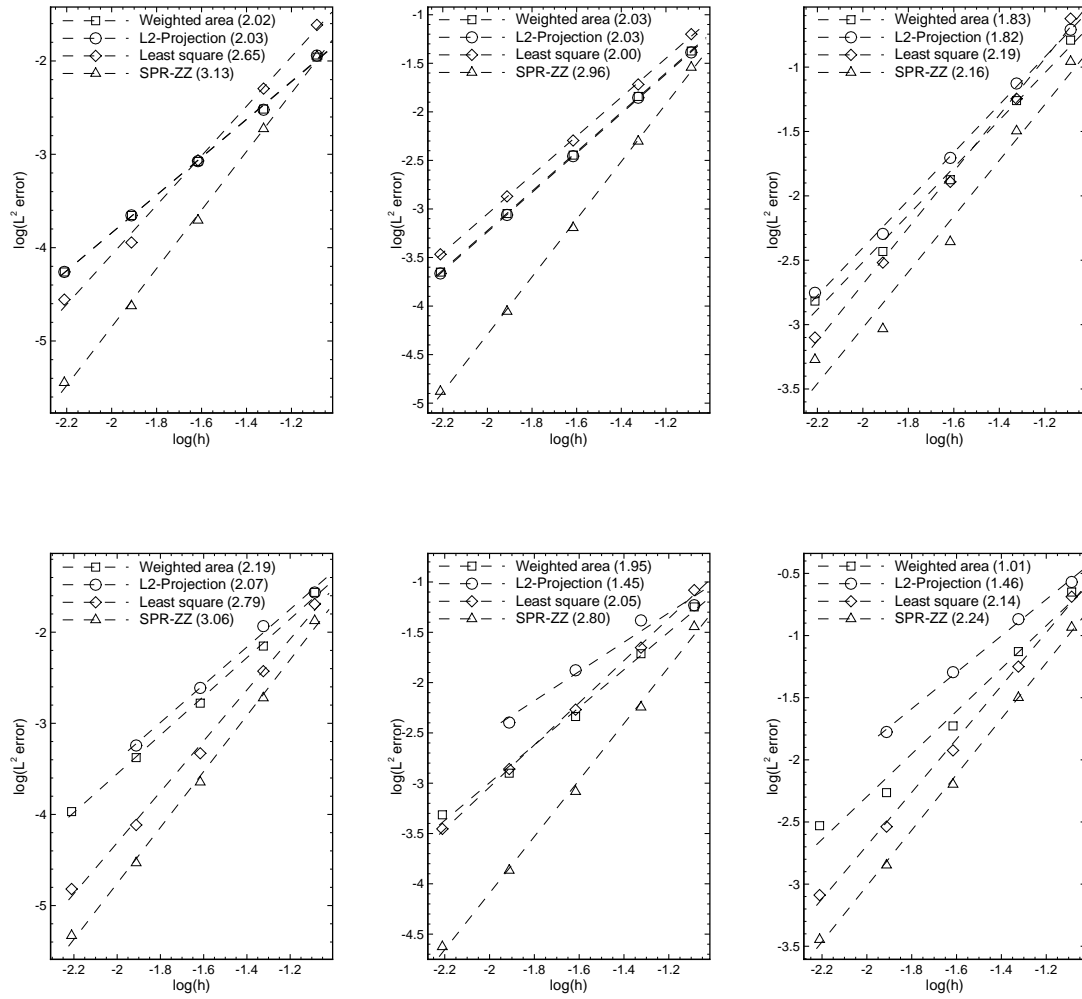 Weighted area (2.02)
L2-Projection (2.03)
Least square (2.65)
SPR-ZZ (3.13)
-2
-3
-4
-5
log(L² error)
-2.2 -2 -1.8 -1.6 -1.4 -1.2
log(h)
Weighted area (2.03)
L2-Projection (2.03)
Least square (2.00)
SPR-ZZ (2.96)
-1
-1.5
-2
-2.5
-3
-3.5
-4
-4.5
-5
log(L² error)
-2.2 -2 -1.8 -1.6 -1.4 -1.2
log(h)
Weighted area (1.83)
L2-Projection (1.82)
Least square (2.19)
SPR-ZZ (2.16)
-1
-1.5
-2
-2.5
-3
-3.5
log(L² error)
-2.2 -2 -1.8 -1.6 -1.4 -1.2
log(h)
Weighted area (2.19)
L2-Projection (2.07)
Least square (2.79)
SPR-ZZ (3.06)
-2
-3
-4
-5
log(L² error)
-2.2 -2 -1.8 -1.6 -1.4 -1.2
log(h)
Weighted area (1.95)
L2-Projection (1.45)
Least square (2.05)
SPR-ZZ (2.80)
-1
-1.5
-2
-2.5
-3
-3.5
-4
-4.5
log(L² error)
-2.2 -2 -1.8 -1.6 -1.4 -1.2
log(h)
Weighted area (1.01)
L2-Projection (1.46)
Least square (2.14)
SPR-ZZ (2.24)
-0.5
-1
-1.5
-2
-2.5
-3
-3.5
log(L² error)
-2.2 -2 -1.8 -1.6 -1.4 -1.2
log(h)